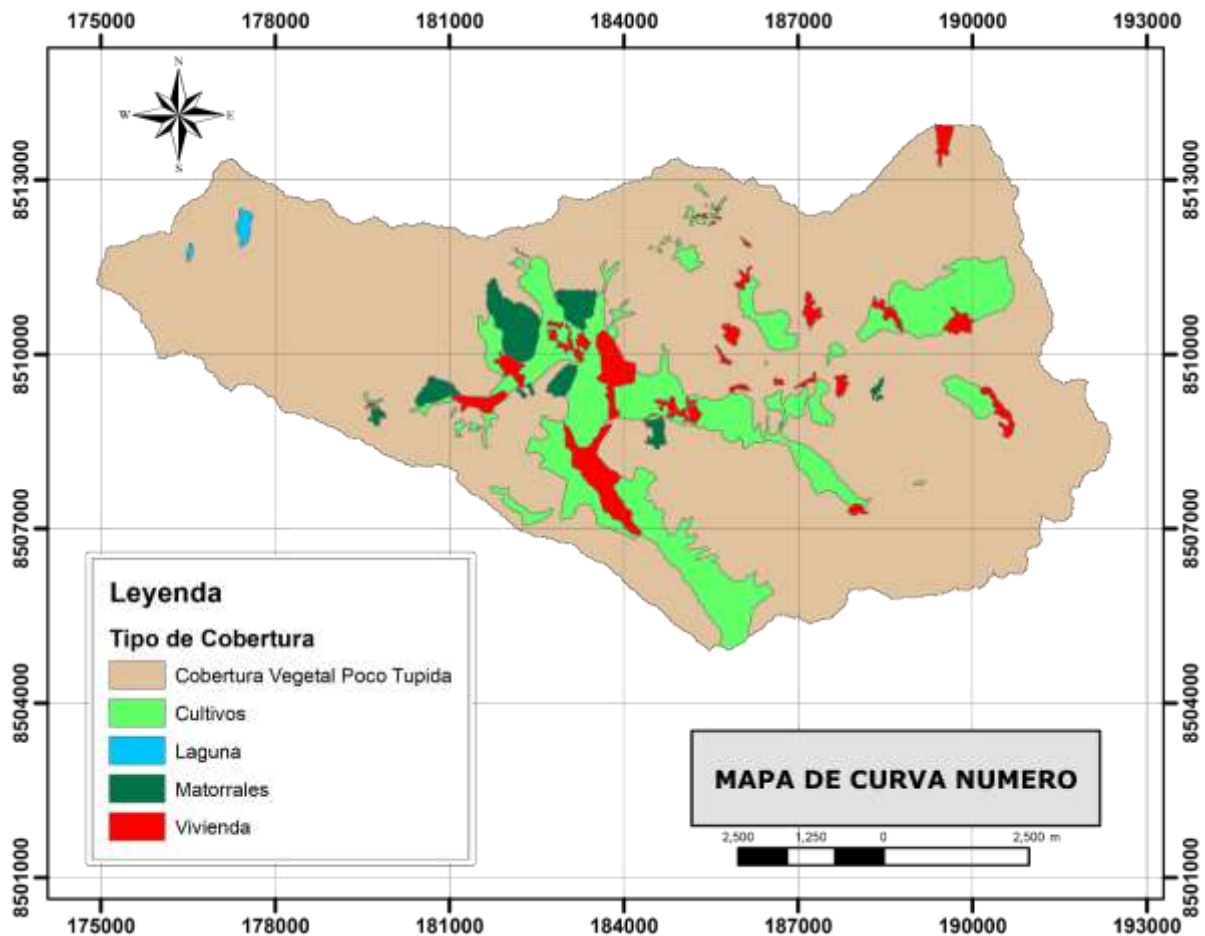 175000 178000 181000 184000 187000 190000 193000
N
W E
S
8513000 8513000
8510000 8510000
8507000 8507000
8504000 8504000
8501000 8501000
Leyenda
Tipo de Cobertura
Cobertura Vegetal Poco Tupida
Cultivos
Laguna
Matorrales
Vivienda
MAPA DE CURVA NUMERO
2,500 1,250 0 2,500 m
175000 178000 181000 184000 187000 190000 193000